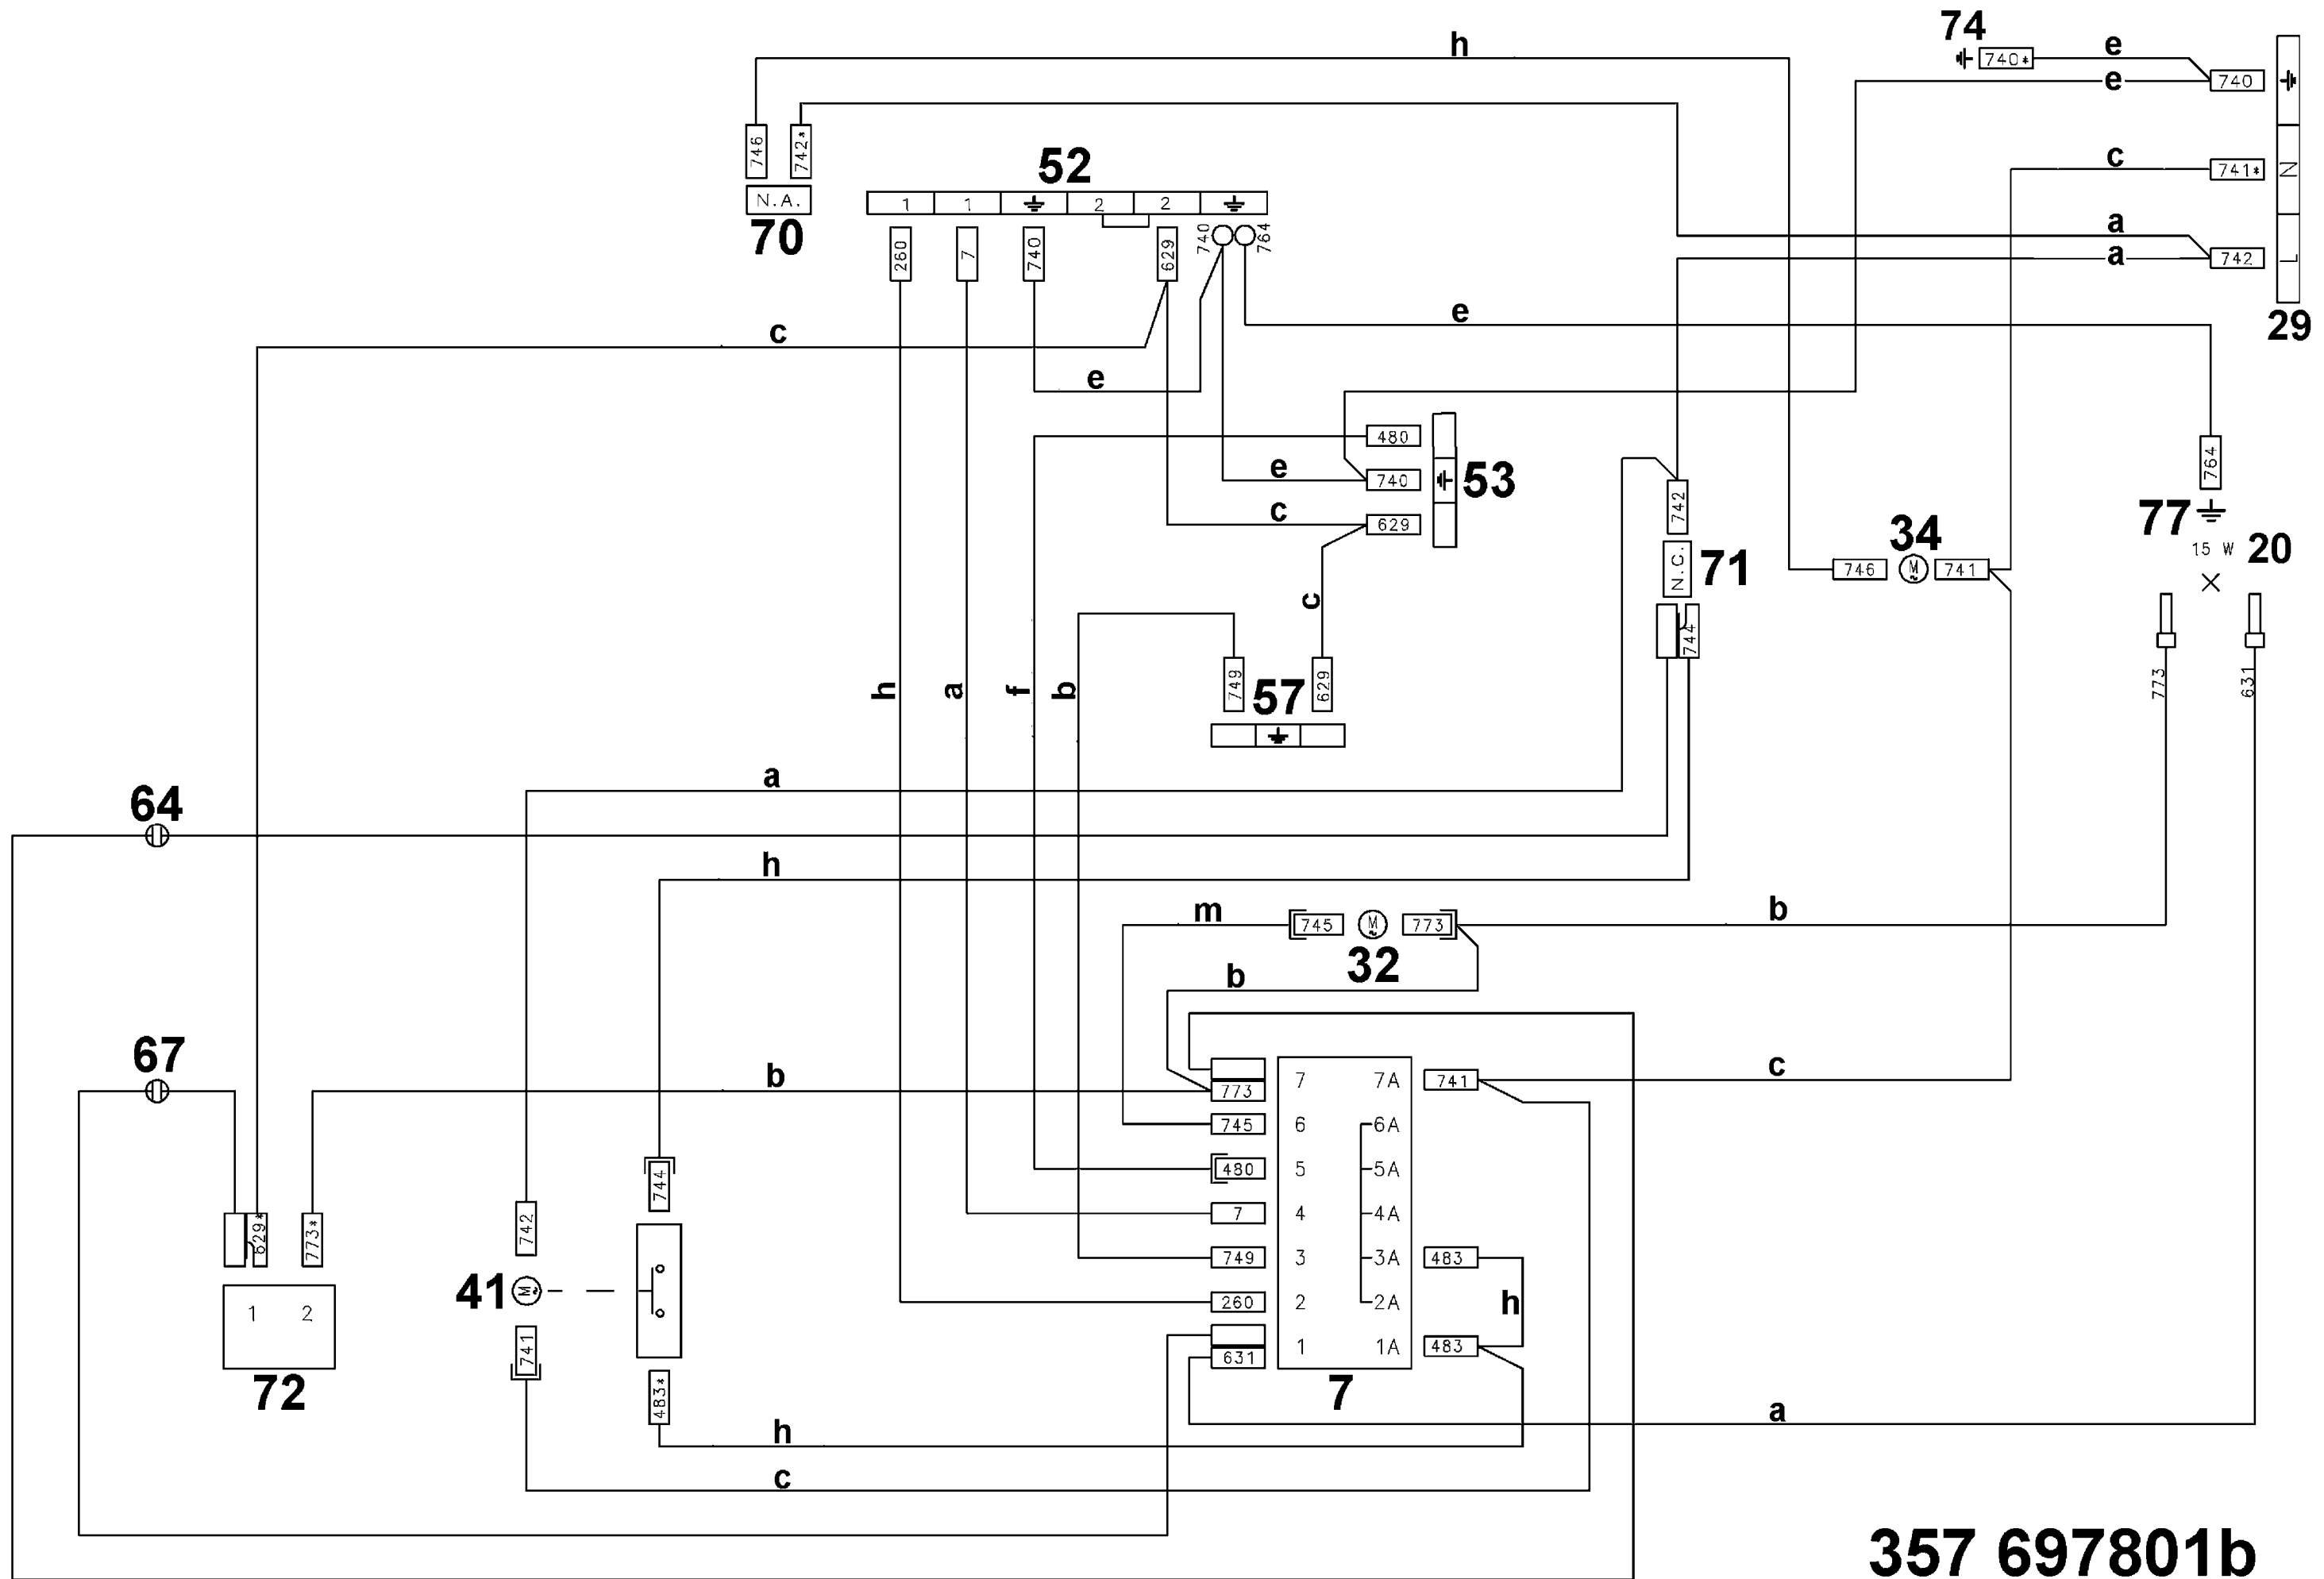 74
h
e
740*
e
740
746
742*
52
c
741*
N
N.A.
70
1
1
2
2
a
a
742
L
260
7
740
629
740
764
e
29
c
e
480
e
740
53
c
629
742
764
77
34
15 W
20
746
M
741
N.C.
71
c
744
h
a
f
b
749
57
629
773
631
a
64
h
m
745
M
773
b
32
b
67
b
7
7A
741
c
773
745
6
6A
744
480
5
5A
629*
773*
742
7
4
4A
749
3
3A
483
41
M
h
1
2
260
2
2A
741
1
1A
483
631
72
483*
7
a
h
c
357 697801b